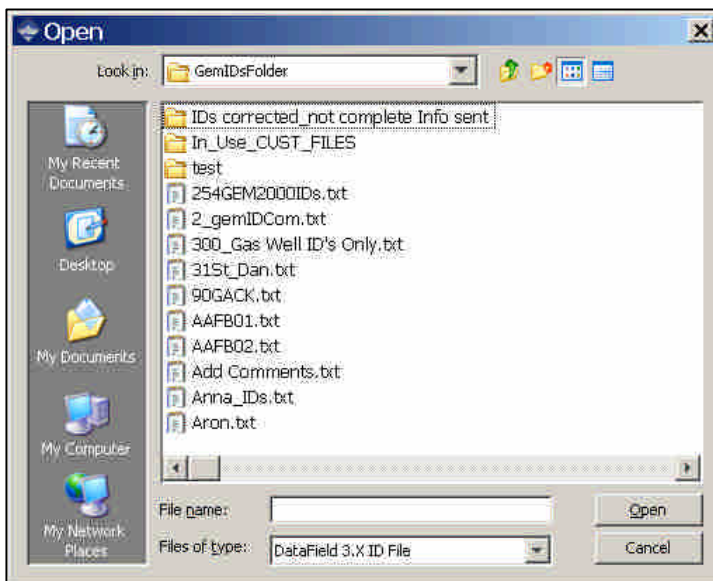 Open
Look in:
GemIDsFolder
My Recent
Documents
Desktop
My Documents
My Computer
My Network
Places
IDs corrected_not complete Info sent
In_Use_CUST_FILES
test
254GEM2000IDs.txt
2_gemIDCom.txt
300_Gas Well ID's Only.txt
31St_Dan.txt
90GACK.txt
AAFB01.txt
AAFB02.txt
Add Comments.txt
Anna_IDs.txt
Aron.txt
File name:
Open
Files of type:
DataField 3.X ID File
Cancel